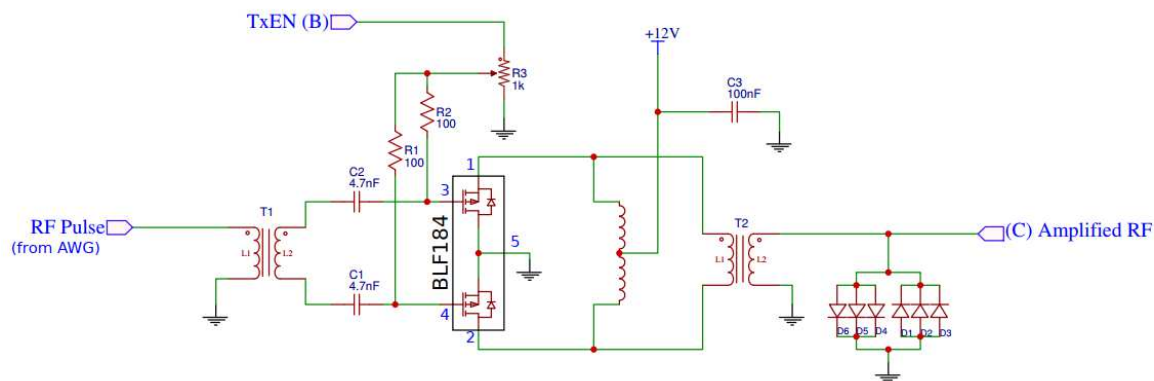 TxEN (B)
+12V
R3
1k
C3
100nF
R2
100
R1
100
1
C2
4.7nF
3
T1
T2
RF Pulse
(from AWG)
L1
L2
BLF184
5
L1
L2
(C) Amplified RF
C1
4.7nF
4
2
D6
D5
D4
D1
D2
D3